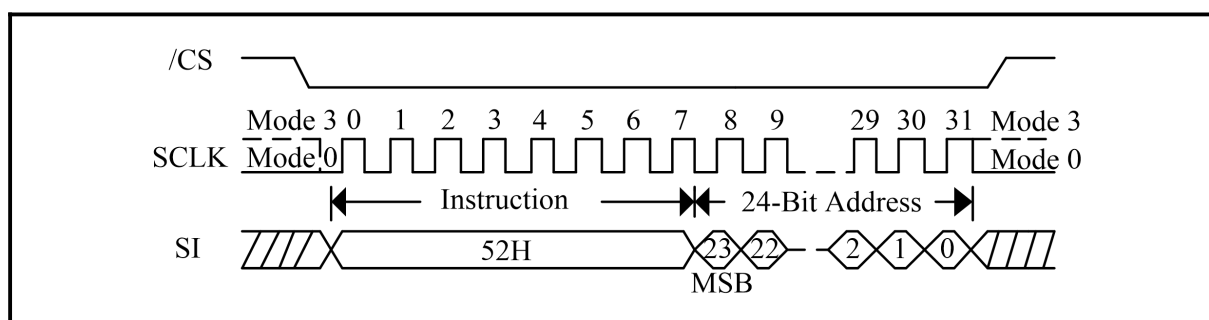 /CS
Mode 3 0 1 2 3 4 5 6 7 8 9 29 30 31 Mode 3
SCLK Mode 0 Mode 0
Instruction 24-Bit Address
SI 52H 23 22 2 1 0
MSB